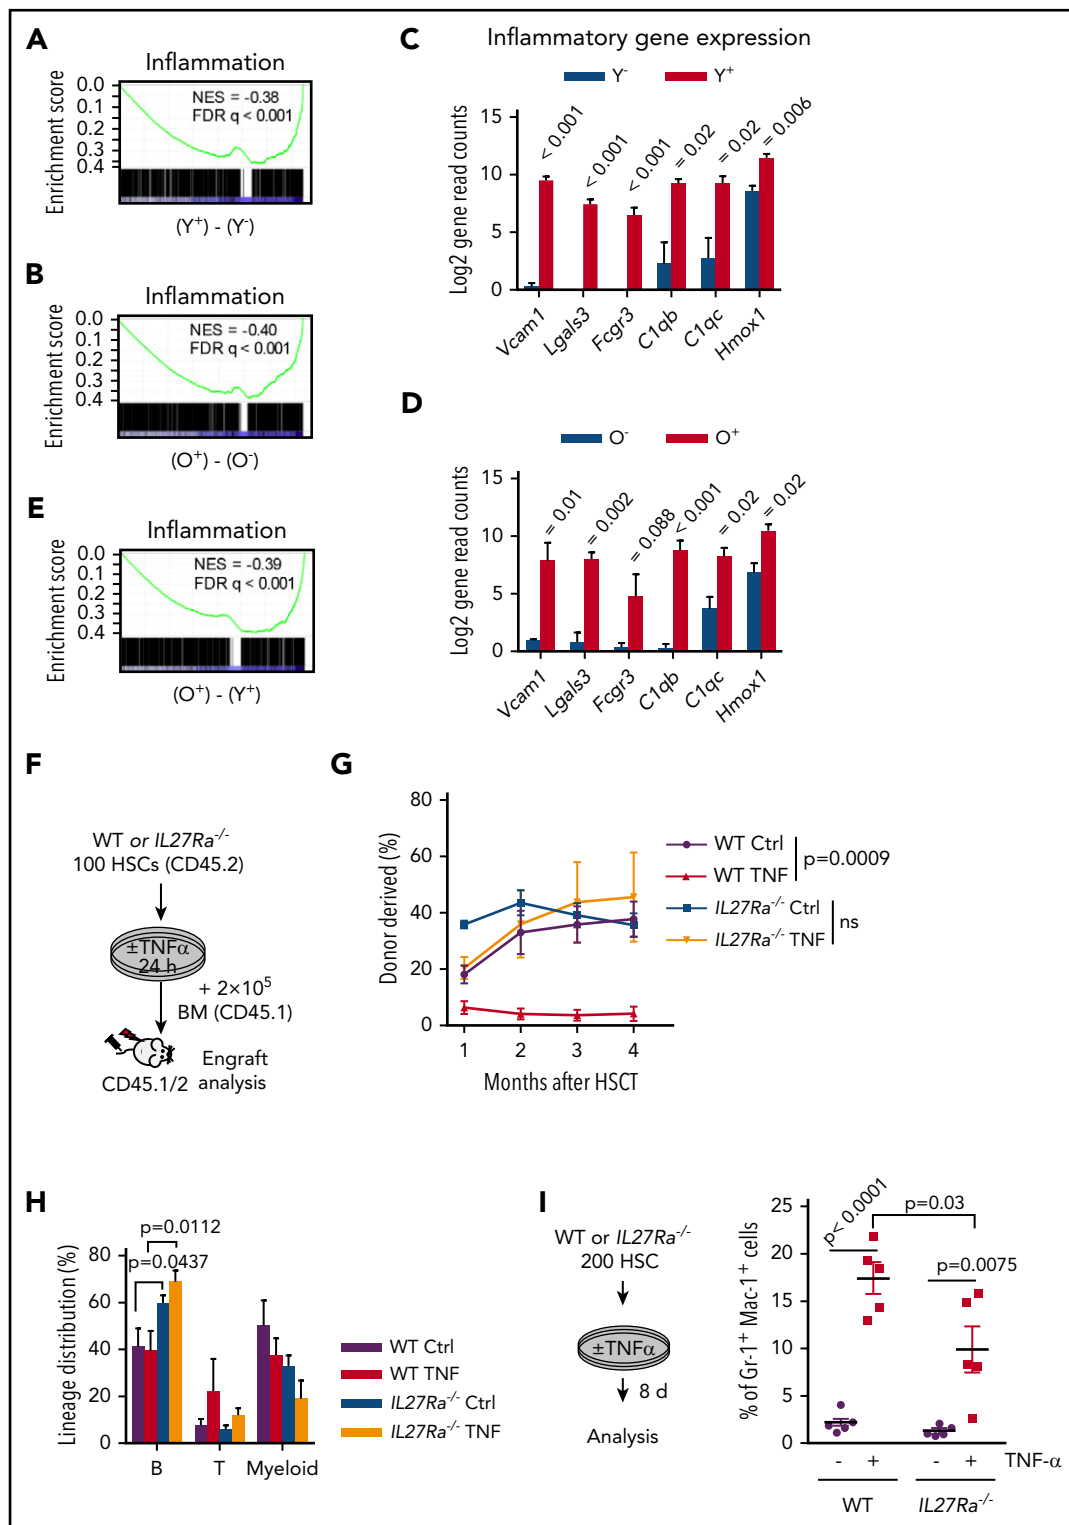 A
Inflammation
Enrichment score
0.0
0.1
0.2
0.3
0.4
NES = -0.38
FDR q < 0.001
(Y+) - (Y-)
B
Inflammation
Enrichment score
0.0
0.1
0.2
0.3
0.4
NES = -0.40
FDR q < 0.001
(O+) - (O-)
E
Inflammation
Enrichment score
0.0
0.1
0.2
0.3
0.4
NES = -0.39
FDR q < 0.001
(O+) - (Y+)
C
Inflammatory gene expression
Y- Y+
Log2 gene read counts
15
10
5
0
< 0.001
< 0.001
< 0.001
= 0.02
= 0.02
= 0.006
Vcam1
Lgals3
Fcgr3
C1qb
C1qc
Hmox1
D
O- O+
Log2 gene read counts
15
10
5
0
= 0.01
= 0.002
= 0.088
< 0.001
= 0.02
= 0.02
Vcam1
Lgals3
Fcgr3
C1qb
C1qc
Hmox1
F
WT or IL27Ra-/-
100 HSCs (CD45.2)
±TNFα
24 h
+ 2×10⁵
BM (CD45.1)
Engraft
analysis
CD45.1/2
G
Donor derived (%)
80
60
40
20
0
1 2 3 4
Months after HSCT
WT Ctrl
WT TNF
p=0.0009
IL27Ra-/- Ctrl
IL27Ra-/- TNF
ns
H
Lineage distribution (%)
80
60
40
20
0
p=0.0112
p=0.0437
B T Myeloid
WT Ctrl
WT TNF
IL27Ra-/- Ctrl
IL27Ra-/- TNF
I
WT or IL27Ra-/-
200 HSC
±TNFα
8 d
Analysis
% of Gr-1+ Mac-1+ cells
25
20
15
10
5
0
p< 0.0001
p=0.03
p=0.0075
- + - + TNF-α
WT IL27Ra-/-